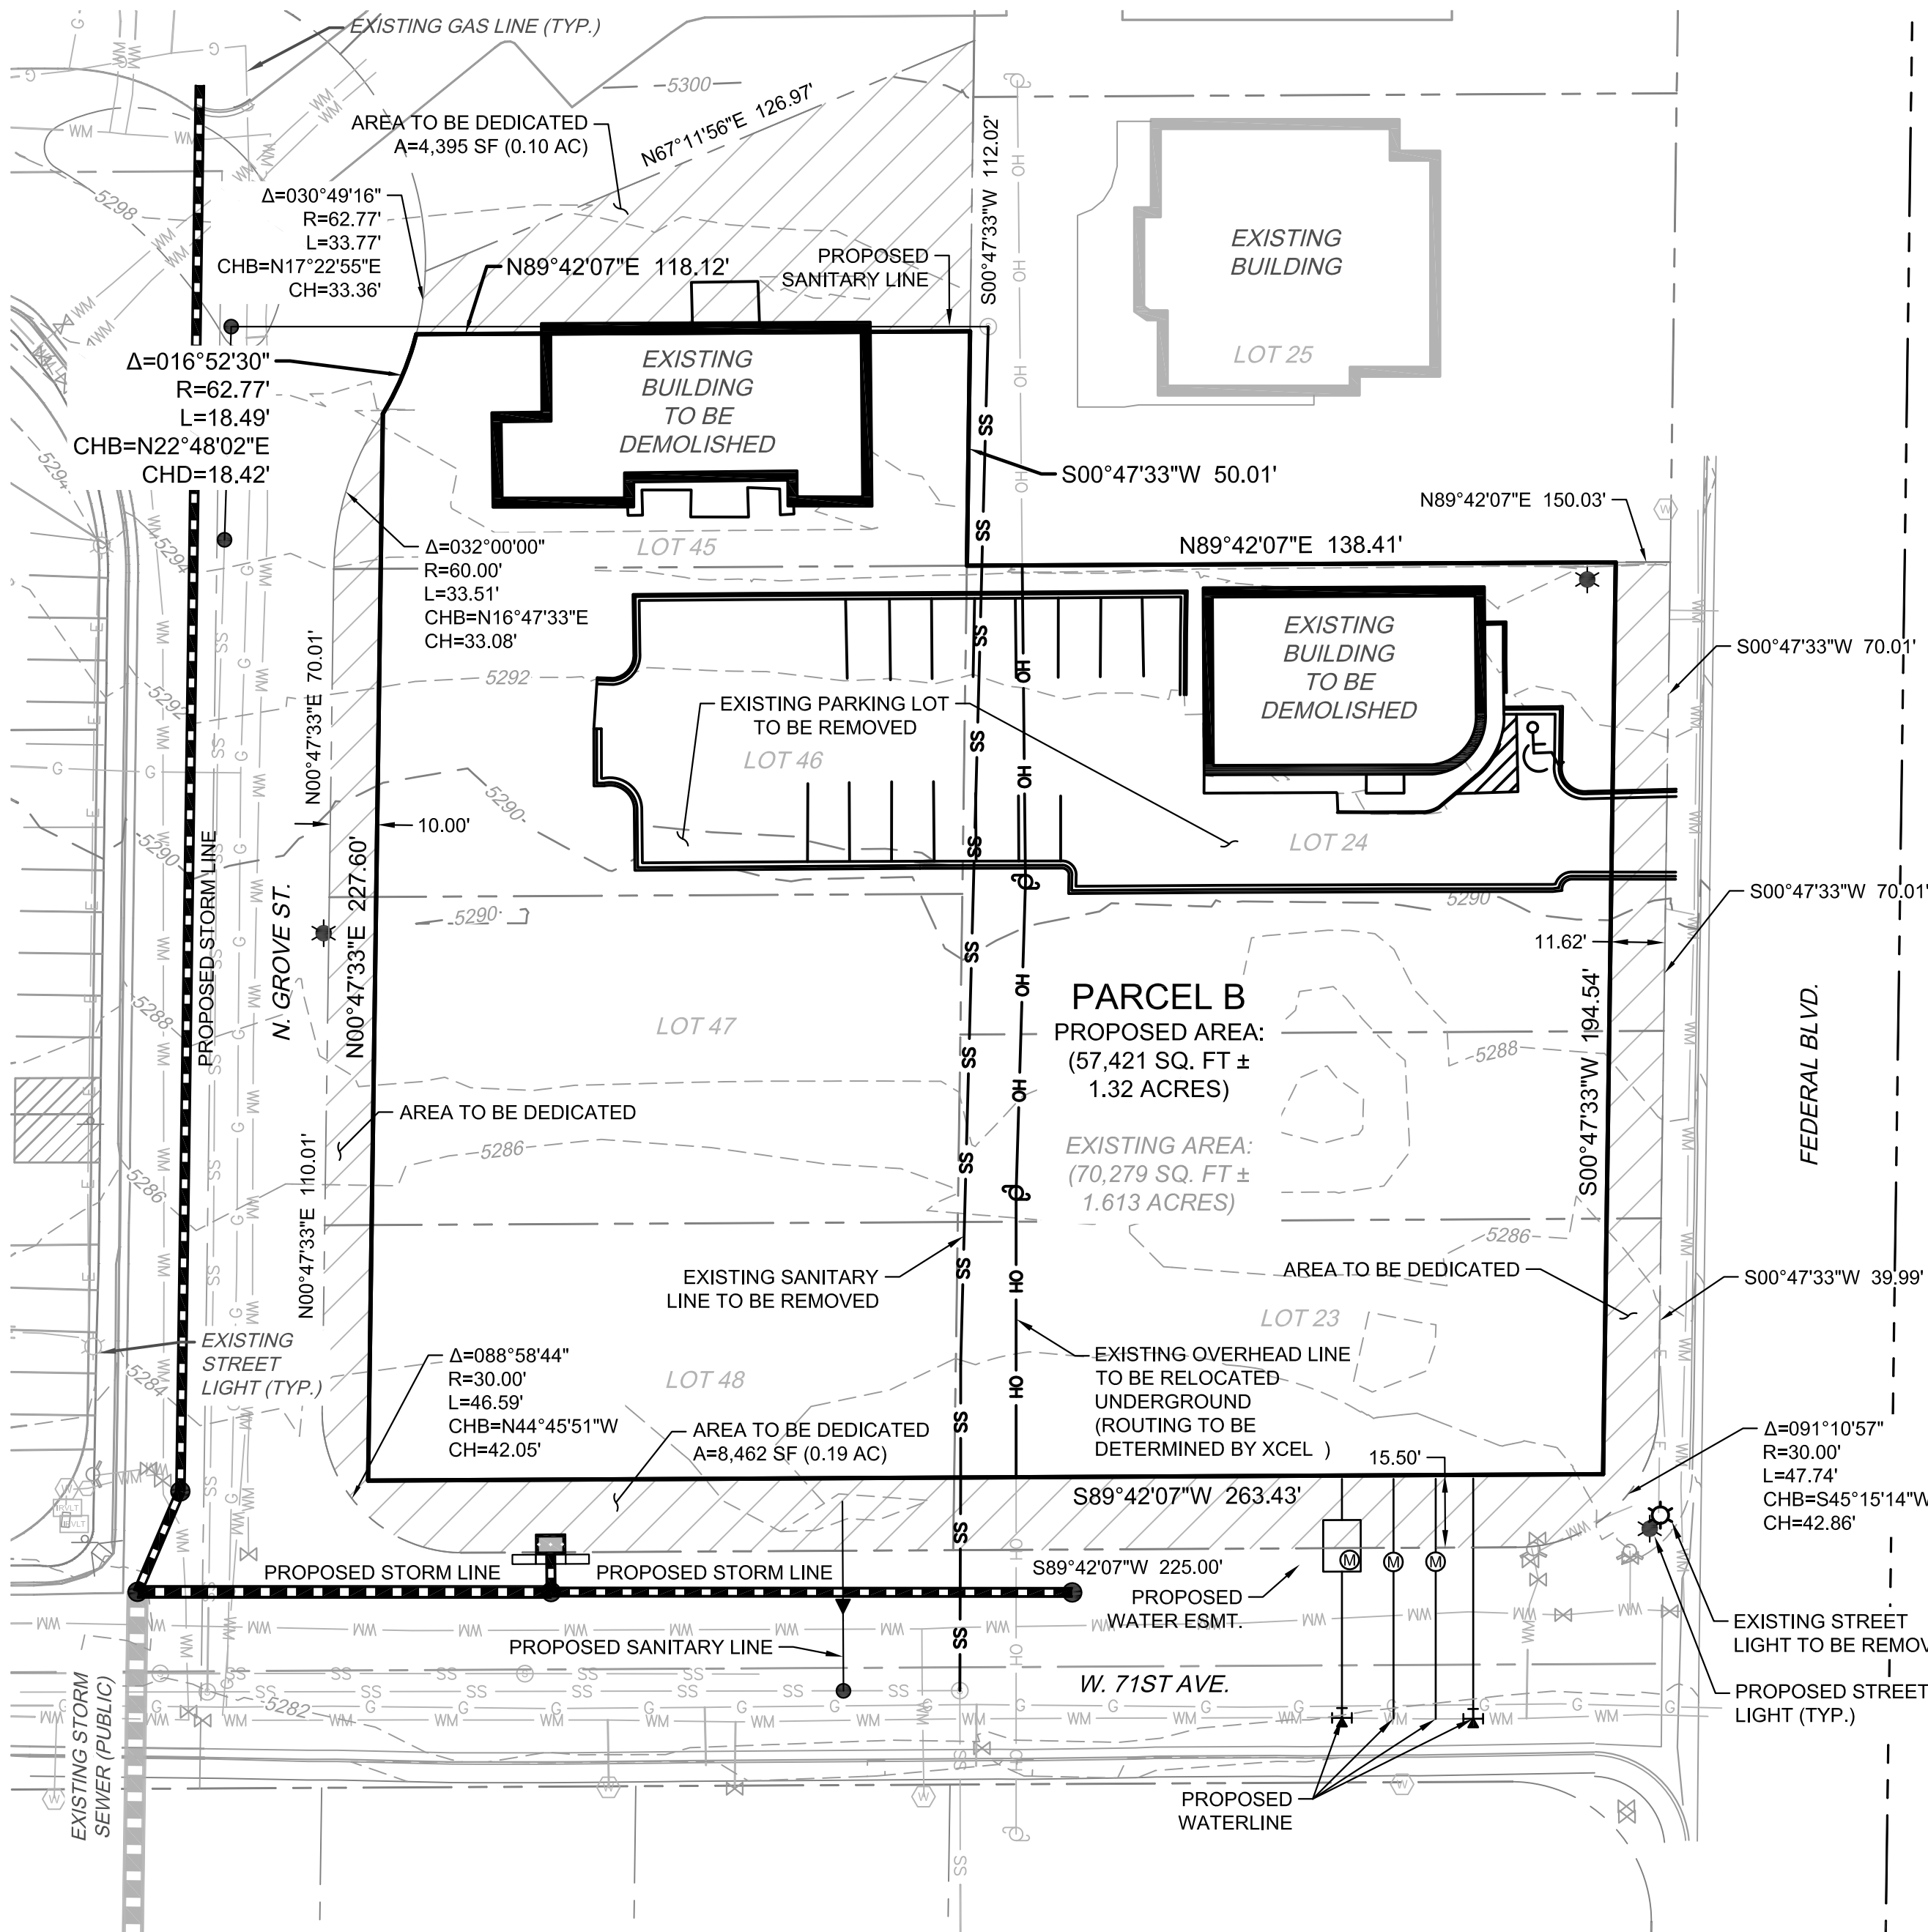 EXISTING GAS LINE (TYP.)
5300
N67°11'56"E 126.97'
AREA TO BE DEDICATED
A=4,395 SF (0.10 AC)
S00°47'33"W 112.02'
5298
Δ=030°49'16"
R=62.77'
L=33.77'
CHB=N17°22'55"E
CH=33.36'
N89°42'07"E 118.12'
PROPOSED
SANITARY LINE
EXISTING
BUILDING
LOT 25
Δ=016°52'30"
R=62.77'
L=18.49'
CHB=N22°48'02"E
CHD=18.42'
EXISTING
BUILDING
TO BE
DEMOLISHED
S00°47'33"W 50.01'
N89°42'07"E 150.03'
5294
5294
LOT 45
Δ=032°00'00"
R=60.00'
L=33.51'
CHB=N16°47'33"E
CH=33.08'
N89°42'07"E 138.41'
EXISTING
BUILDING
TO BE
DEMOLISHED
S00°47'33"W 70.01'
N00°47'33"E 70.01'
5292
5292
EXISTING PARKING LOT
TO BE REMOVED
LOT 46
5290
5290
10.00'
LOT 24
PROPOSED STORM LINE
N. GROVE ST.
N00°47'33"E 227.60'
5290
5290
S00°47'33"W 70.01'
11.62'
LOT 47
PARCEL B
PROPOSED AREA:
(57,421 SQ. FT ±
1.32 ACRES)
EXISTING AREA:
(70,279 SQ. FT ±
1.613 ACRES)
5288
5288
S00°47'33"W 194.54'
FEDERAL BLVD.
AREA TO BE DEDICATED
5286
5286
N00°47'33"E 110.01'
5286
EXISTING SANITARY
LINE TO BE REMOVED
AREA TO BE DEDICATED
S00°47'33"W 39.99'
LOT 23
EXISTING
STREET
LIGHT (TYP.)
5284
Δ=088°58'44"
R=30.00'
L=46.59'
CHB=N44°45'51"W
CH=42.05'
LOT 48
AREA TO BE DEDICATED
A=8,462 SF (0.19 AC)
EXISTING OVERHEAD LINE
TO BE RELOCATED
UNDERGROUND
(ROUTING TO BE
DETERMINED BY XCEL )
15.50'
Δ=091°10'57"
R=30.00'
L=47.74'
CHB=S45°15'14"W
CH=42.86'
S89°42'07"W 263.43'
PROPOSED STORM LINE
PROPOSED STORM LINE
S89°42'07"W 225.00'
PROPOSED
WATER ESMT.
EXISTING STREET
LIGHT TO BE REMOV
PROPOSED SANITARY LINE
W. 71ST AVE.
PROPOSED STREET
LIGHT (TYP.)
5282
EXISTING STORM
SEWER (PUBLIC)
PROPOSED
WATERLINE